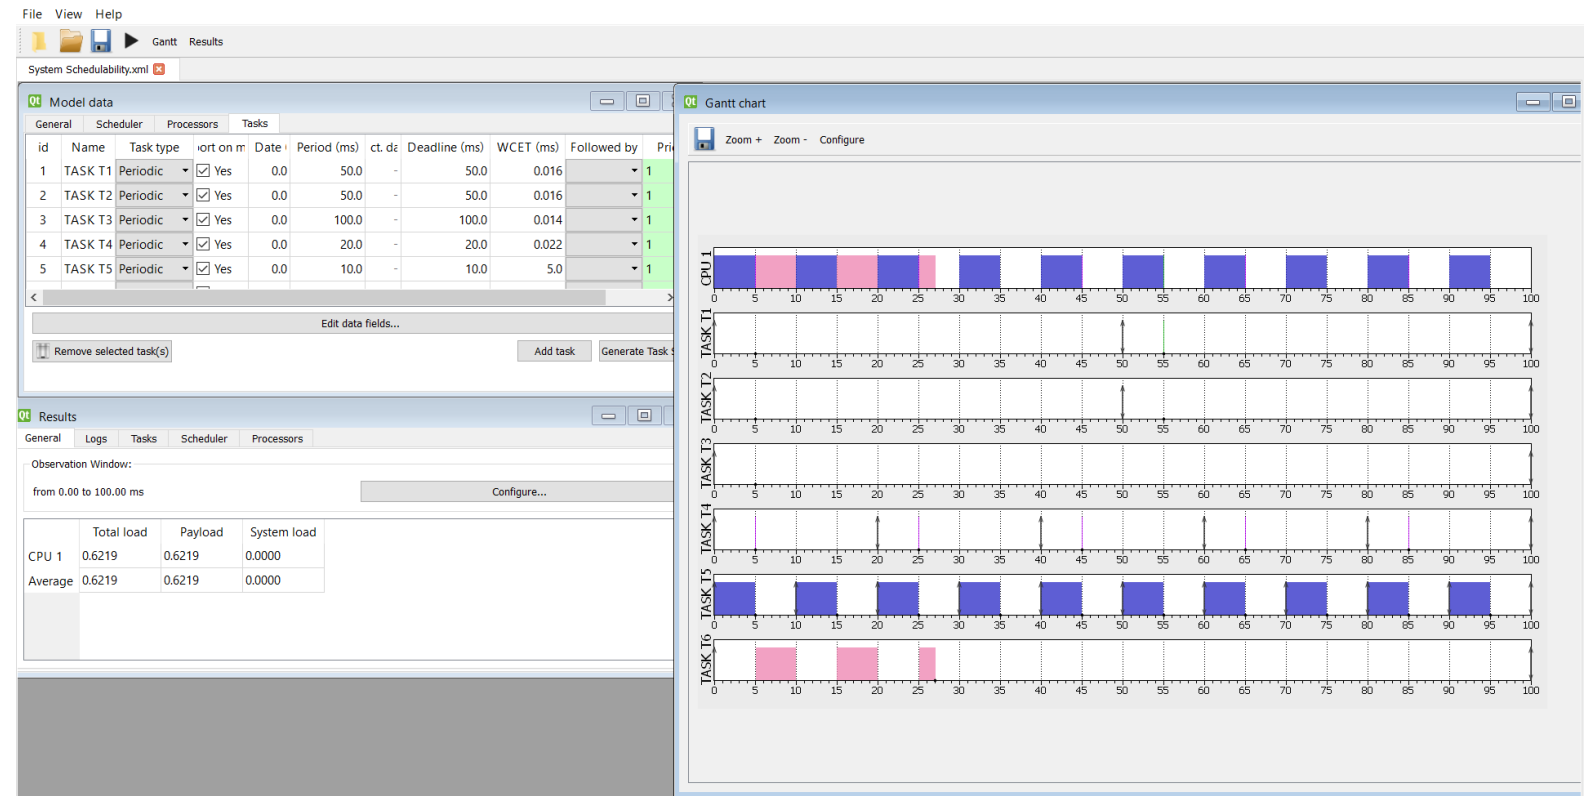 File View Help
Gantt Results
System Schedulability.xml
Qt Model data
General Scheduler Processors Tasks
id Name Task type ort on m Date Period (ms) ct. da Deadline (ms) WCET (ms) Followed by Pri
1 TASK T1 Periodic Yes 0.0 50.0 - 50.0 0.016 1
2 TASK T2 Periodic Yes 0.0 50.0 - 50.0 0.016 1
3 TASK T3 Periodic Yes 0.0 100.0 - 100.0 0.014 1
4 TASK T4 Periodic Yes 0.0 20.0 - 20.0 0.022 1
5 TASK T5 Periodic Yes 0.0 10.0 - 10.0 5.0 1
Edit data fields...
Remove selected task(s) Add task Generate Task
Qt Results
General Logs Tasks Scheduler Processors
Observation Window:
from 0.00 to 100.00 ms Configure...
Total load Payload System load
CPU 1 0.6219 0.6219 0.0000
Average 0.6219 0.6219 0.0000
Qt Gantt chart
Zoom + Zoom - Configure
CPU 1
0 5 10 15 20 25 30 35 40 45 50 55 60 65 70 75 80 85 90 95 100
TASK T1
0 5 10 15 20 25 30 35 40 45 50 55 60 65 70 75 80 85 90 95 100
TASK T2
0 5 10 15 20 25 30 35 40 45 50 55 60 65 70 75 80 85 90 95 100
TASK T3
0 5 10 15 20 25 30 35 40 45 50 55 60 65 70 75 80 85 90 95 100
TASK T4
0 5 10 15 20 25 30 35 40 45 50 55 60 65 70 75 80 85 90 95 100
TASK T5
0 5 10 15 20 25 30 35 40 45 50 55 60 65 70 75 80 85 90 95 100
TASK T6
0 5 10 15 20 25 30 35 40 45 50 55 60 65 70 75 80 85 90 95 100